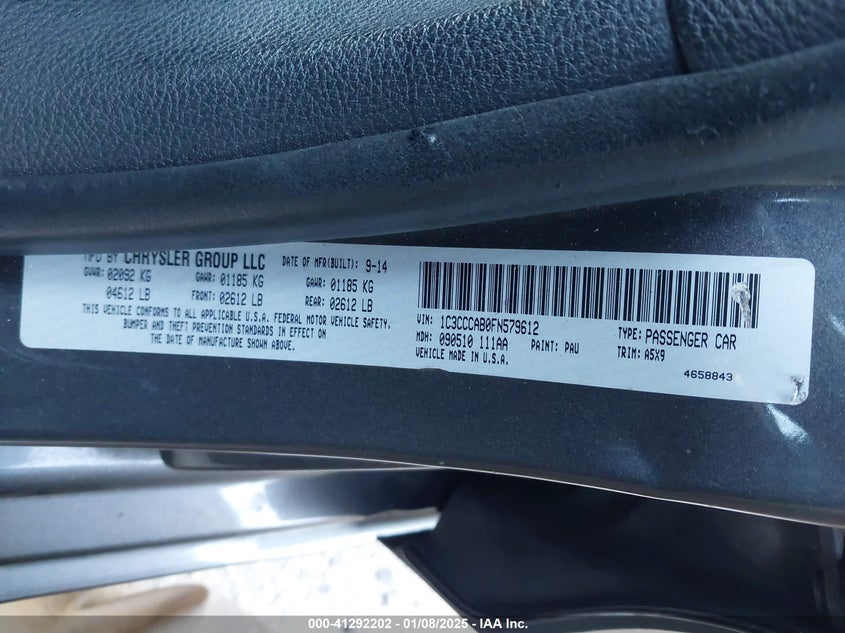 MFD BY CHRYSLER GROUP LLC
DATE OF MFR(BUILT): 9-14
GVWR: 02092 KG GAWR: 01185 KG GAWR: 01185 KG
04612 LB FRONT: 02612 LB REAR: 02612 LB
THIS VEHICLE CONFORMS TO ALL APPLICABLE U.S.A. FEDERAL MOTOR VEHICLE SAFETY,
BUMPER AND THEFT PREVENTION STANDARDS IN EFFECT ON
THE DATE OF MANUFACTURE SHOWN ABOVE.
VIN: 1C3CCCAB0FN579612 TYPE: PASSENGER CAR
MDH: 090510 111AA PAINT: PAU TRIM: A5X9
VEHICLE MADE IN U.S.A.
4658843
000-41292202 - 01/08/2025 - IAA Inc.